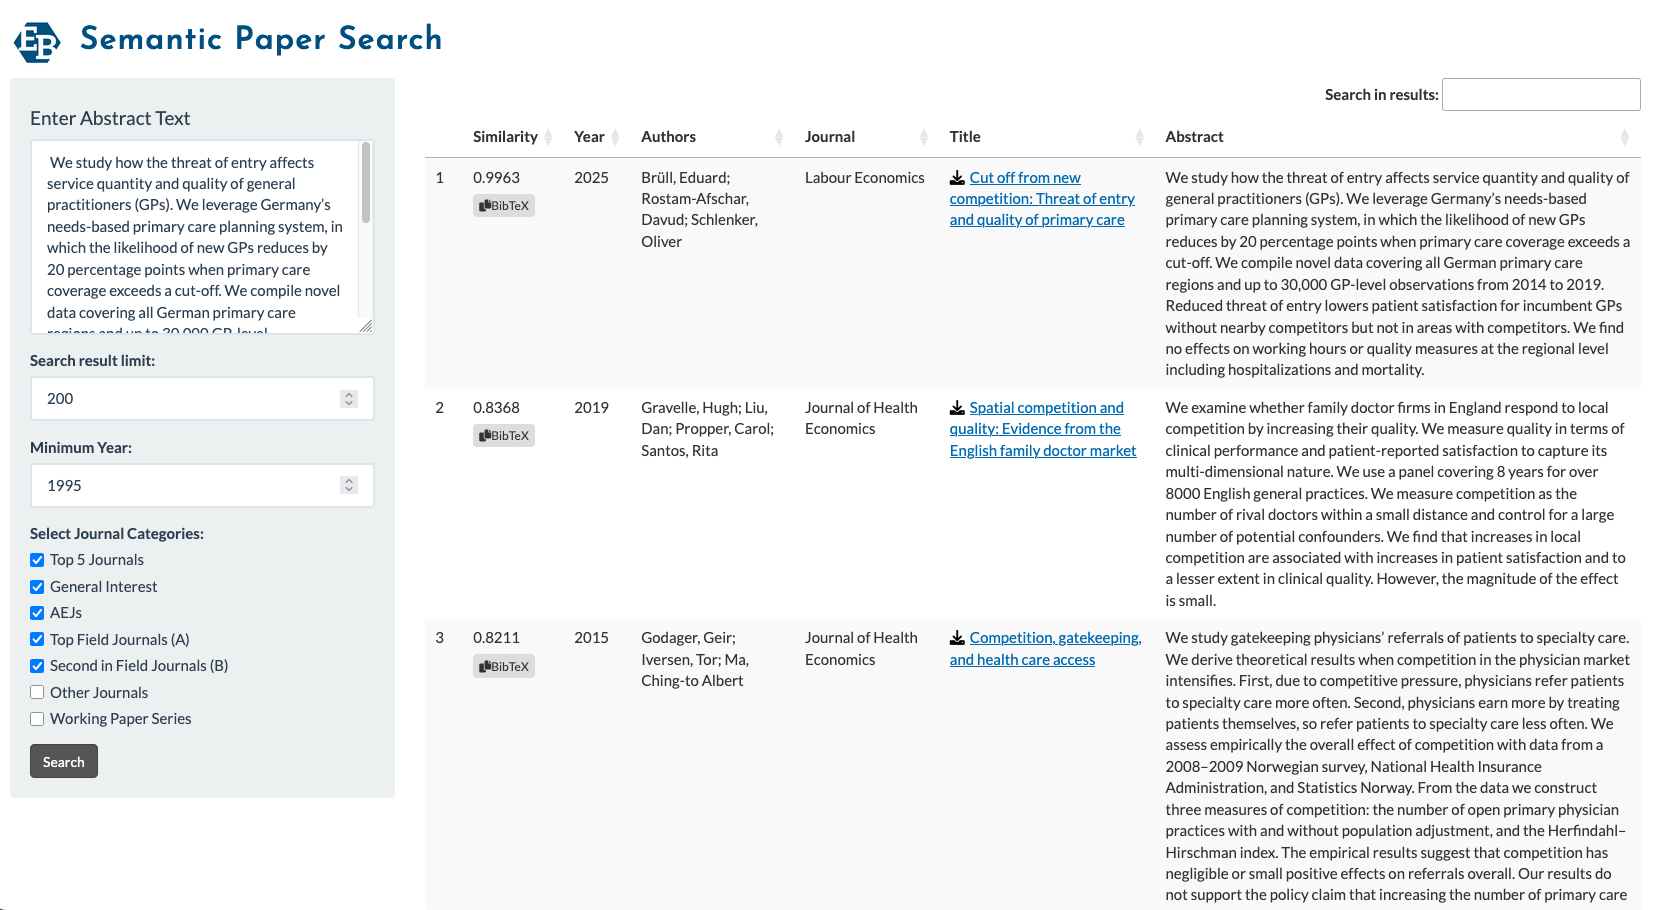 EB
Semantic Paper Search
Enter Abstract Text
We study how the threat of entry affects
service quantity and quality of general
practitioners (GPs). We leverage Germany’s
needs-based primary care planning system, in
which the likelihood of new GPs reduces by
20 percentage points when primary care
coverage exceeds a cut-off. We compile novel
data covering all German primary care
regions and up to 30,000 GP-level
Search result limit:
200
Minimum Year:
1995
Select Journal Categories:
Top 5 Journals
General Interest
AEJs
Top Field Journals (A)
Second in Field Journals (B)
Other Journals
Working Paper Series
Search
Search in results:
Similarity Year Authors Journal Title Abstract
1
0.9963
BibTeX
2025
Brüll, Eduard;
Rostam-Afschar,
Davud; Schlenker,
Oliver
Labour Economics
Cut off from new
competition: Threat of entry
and quality of primary care
We study how the threat of entry affects service quantity and quality of
general practitioners (GPs). We leverage Germany’s needs-based
primary care planning system, in which the likelihood of new GPs
reduces by 20 percentage points when primary care coverage exceeds a
cut-off. We compile novel data covering all German primary care
regions and up to 30,000 GP-level observations from 2014 to 2019.
Reduced threat of entry lowers patient satisfaction for incumbent GPs
without nearby competitors but not in areas with competitors. We find
no effects on working hours or quality measures at the regional level
including hospitalizations and mortality.
2
0.8368
BibTeX
2019
Gravelle, Hugh; Liu,
Dan; Propper, Carol;
Santos, Rita
Journal of Health
Economics
Spatial competition and
quality: Evidence from the
English family doctor market
We examine whether family doctor firms in England respond to local
competition by increasing their quality. We measure quality in terms of
clinical performance and patient-reported satisfaction to capture its
multi-dimensional nature. We use a panel covering 8 years for over
8000 English general practices. We measure competition as the
number of rival doctors within a small distance and control for a large
number of potential confounders. We find that increases in local
competition are associated with increases in patient satisfaction and to
a lesser extent in clinical quality. However, the magnitude of the effect
is small.
3
0.8211
BibTeX
2015
Godager, Geir;
Iversen, Tor; Ma,
Ching-to Albert
Journal of Health
Economics
Competition, gatekeeping,
and health care access
We study gatekeeping physicians’ referrals of patients to specialty care.
We derive theoretical results when competition in the physician market
intensifies. First, due to competitive pressure, physicians refer patients
to specialty care more often. Second, physicians earn more by treating
patients themselves, so refer patients to specialty care less often. We
assess empirically the overall effect of competition with data from a
2008–2009 Norwegian survey, National Health Insurance
Administration, and Statistics Norway. From the data we construct
three measures of competition: the number of open primary physician
practices with and without population adjustment, and the Herfindahl–
Hirschman index. The empirical results suggest that competition has
negligible or small positive effects on referrals overall. Our results do
not support the policy claim that increasing the number of primary care